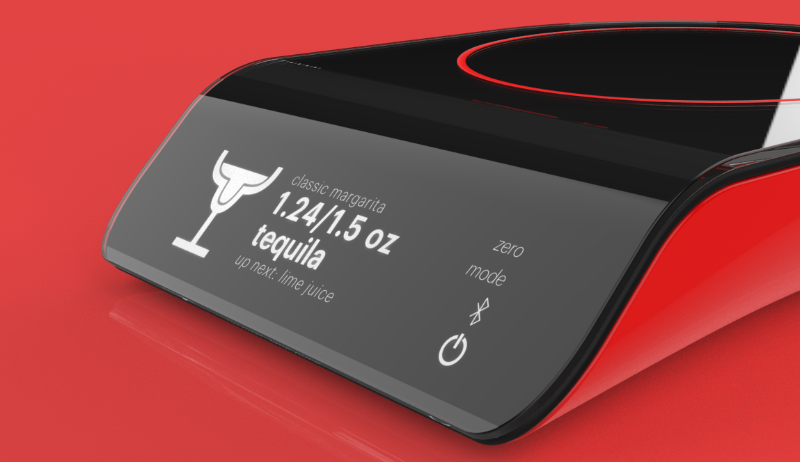 classic margarita
1.24/1.5 oz
tequila
up next: lime juice
zero
mode